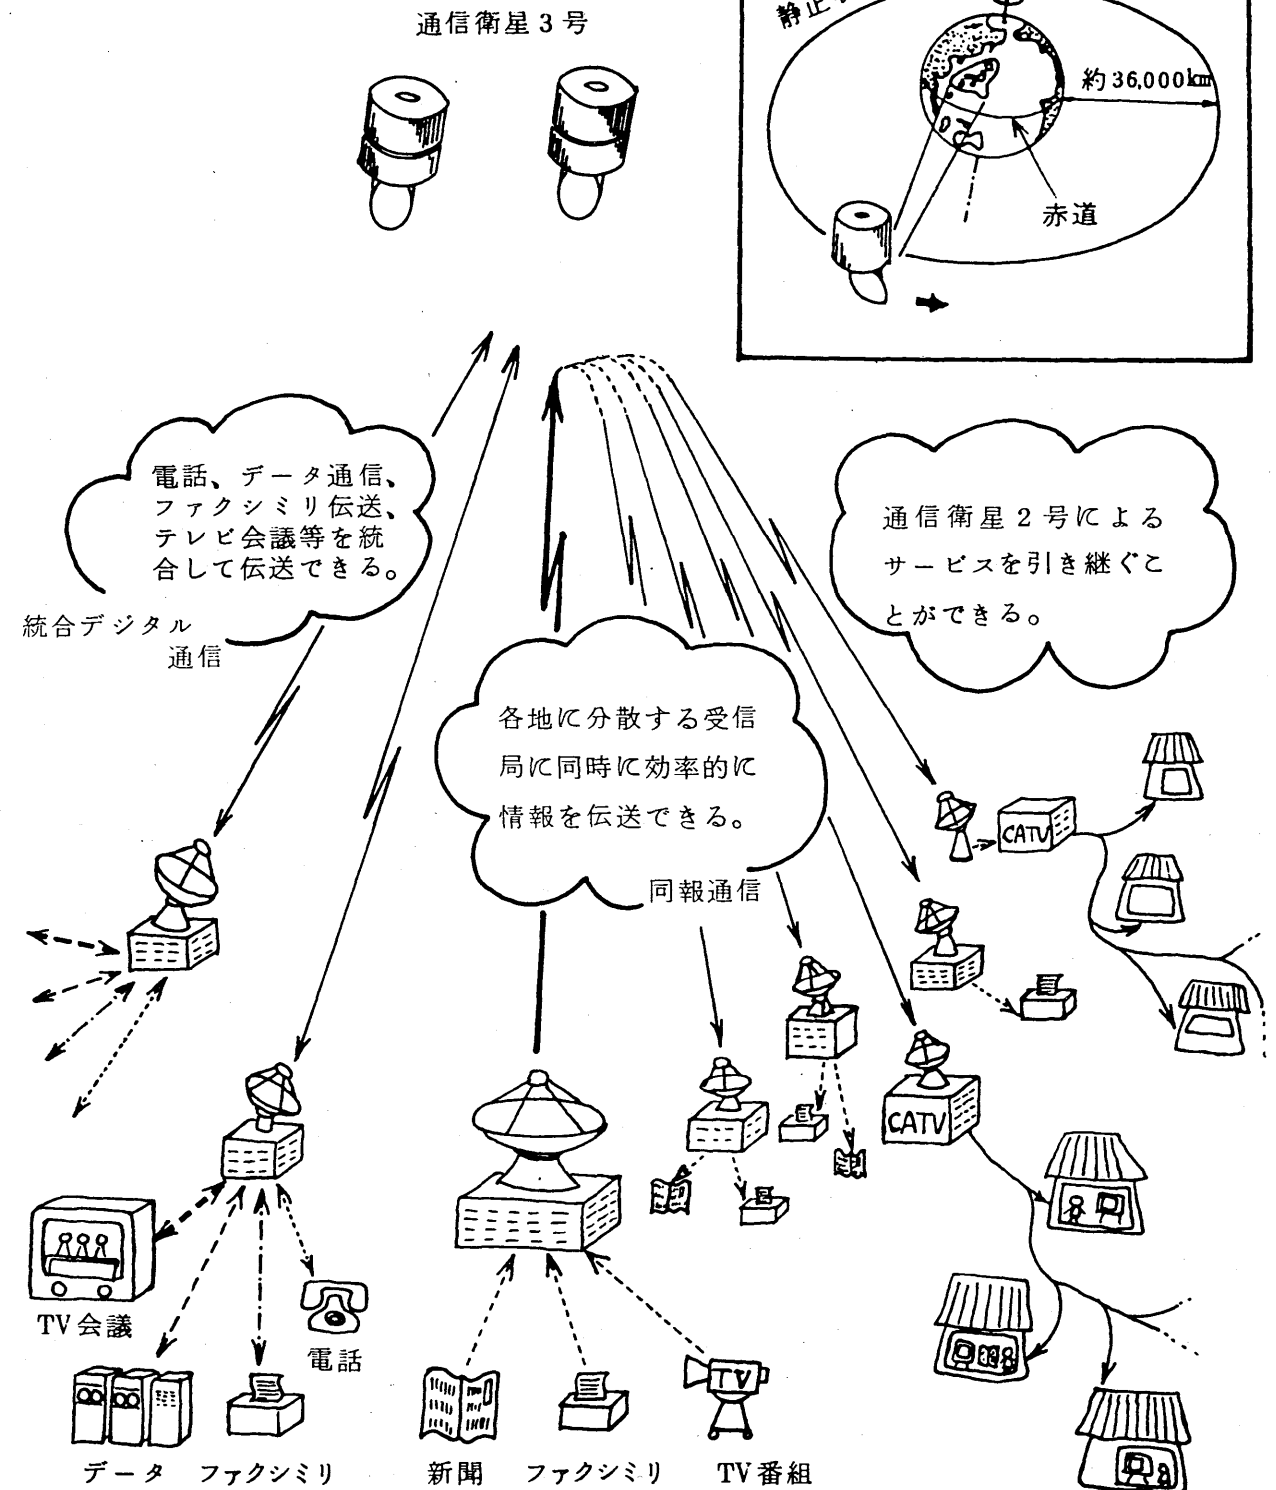 通信衛星3号
静止
約36,000km
赤道
電話、データ通信、
ファクシミリ伝送、
テレビ会議等を統
合して伝送できる。
統合デジタル
通信
通信衛星2号による
サービスを引き継ぐこ
とができる。
各地に分散する受信
局に同時に効率的に
情報を伝送できる。
同報通信
CATV
CATV
TV会議
電話
データ
ファクシミリ
新聞
ファクシミリ
TV
TV番組